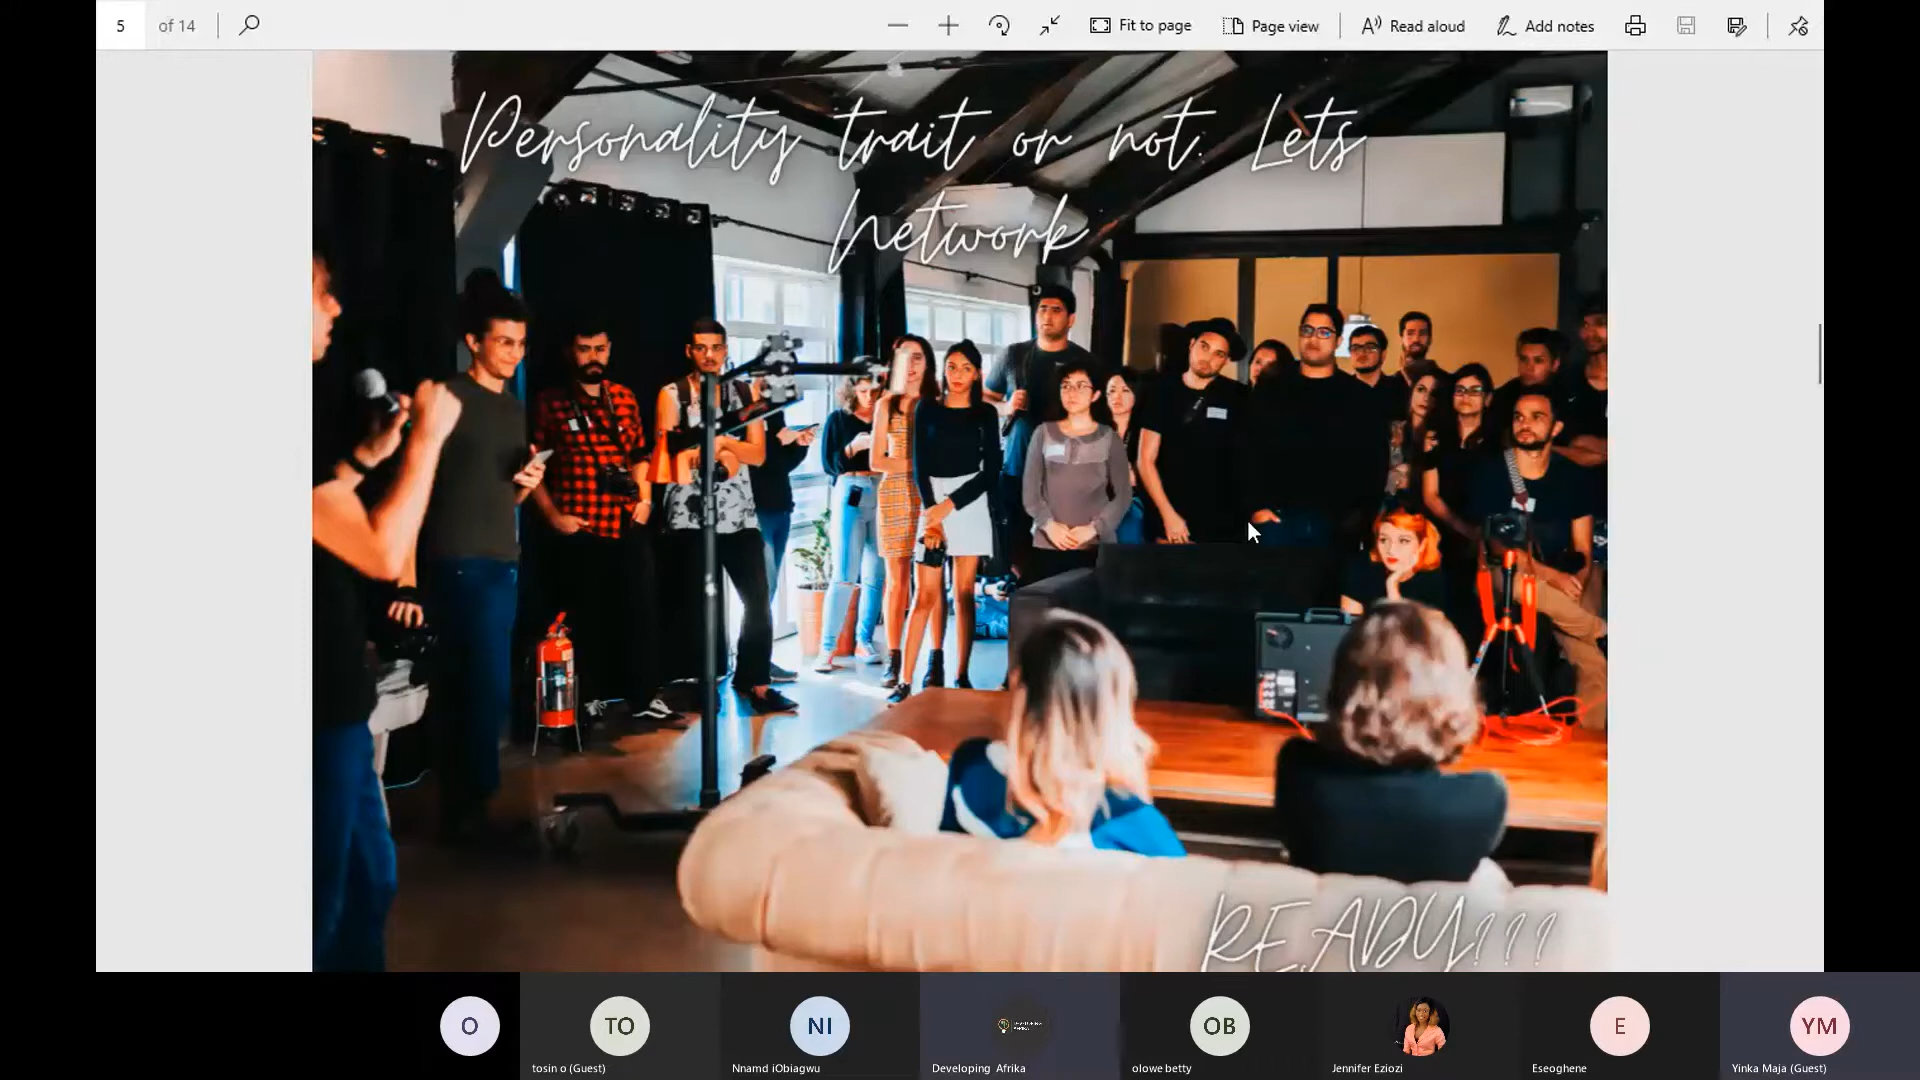 5 of 14 Fit to page Page view Read aloud Add notes
Personality trait or not. Lets
Network
READY???
O TO NI OB E YM
tosin o (Guest) Nnamd iObiagwu Developing Afrika olowe betty Jennifer Eziozi Eseoghene Yinka Maja (Guest)